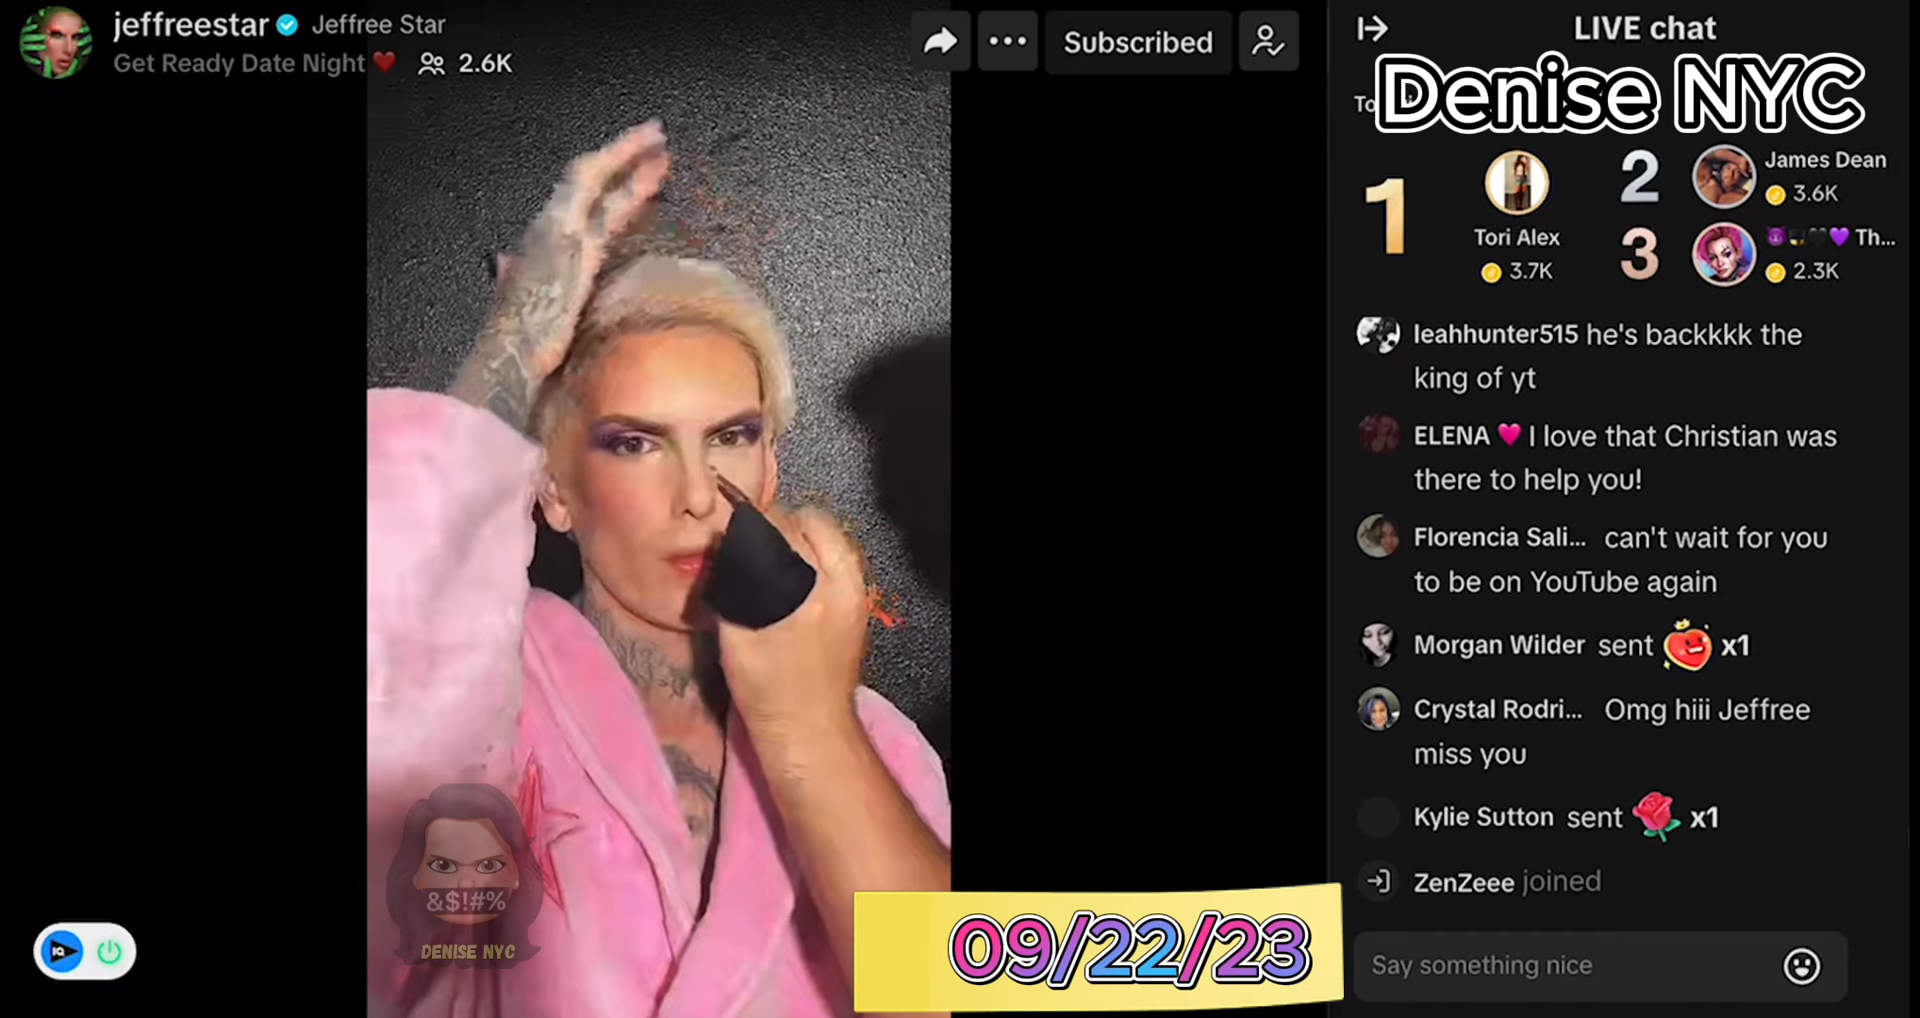 jeffreestar Jeffree Star
Get Ready Date Night 2.6K
Subscribed
LIVE chat
Denise NYC
1
Tori Alex
3.7K
2
James Dean
3.6K
3
Th...
2.3K
leahhunter515 he's backkkk the
king of yt
ELENA I love that Christian was
there to help you!
Florencia Sali... can't wait for you
to be on YouTube again
Morgan Wilder sent x1
Crystal Rodri... Omg hiii Jeffree
miss you
Kylie Sutton sent x1
ZenZeee joined
Say something nice
&$!#%
DENISE NYC
IQ
09/22/23